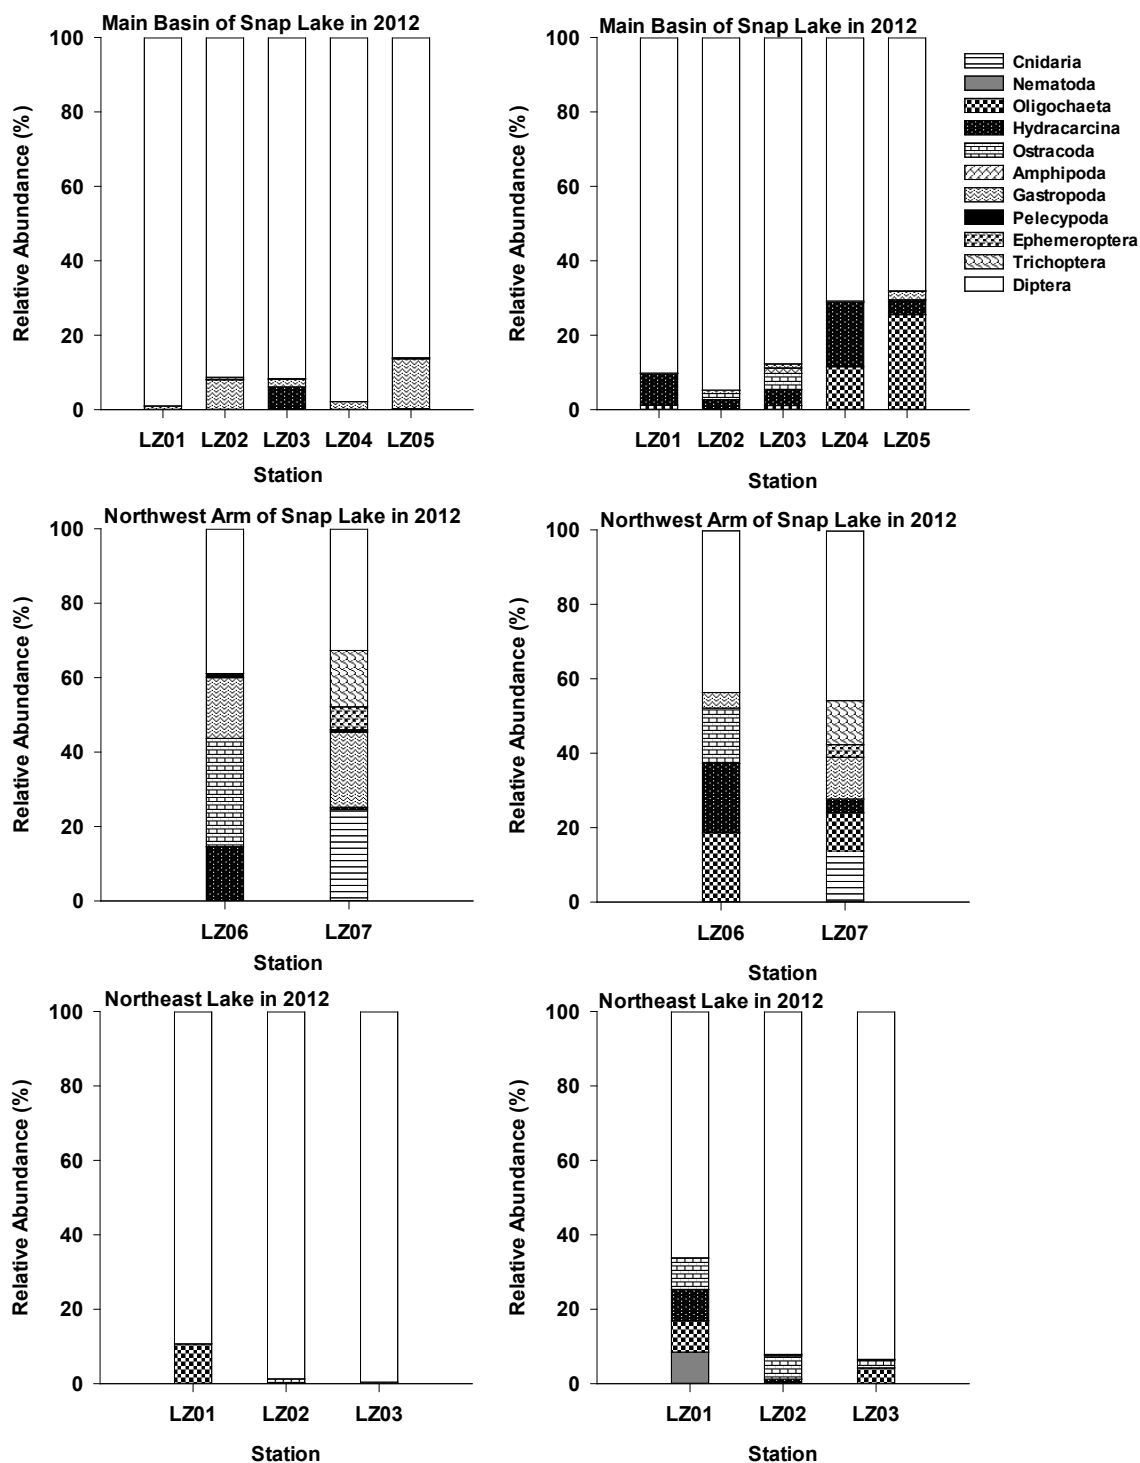 Main Basin of Snap Lake in 2012
Relative Abundance (%)
100
80
60
40
20
0
LZ01 LZ02 LZ03 LZ04 LZ05
Station
Main Basin of Snap Lake in 2012
Relative Abundance (%)
100
80
60
40
20
0
LZ01 LZ02 LZ03 LZ04 LZ05
Station
Cnidaria
Nematoda
Oligochaeta
Hydracarcina
Ostracoda
Amphipoda
Gastropoda
Pelecypoda
Ephemeroptera
Trichoptera
Diptera
Northwest Arm of Snap Lake in 2012
Relative Abundance (%)
100
80
60
40
20
0
LZ06 LZ07
Station
Northwest Arm of Snap Lake in 2012
Relative Abundance (%)
100
80
60
40
20
0
LZ06 LZ07
Station
Northeast Lake in 2012
Relative Abundance (%)
100
80
60
40
20
0
LZ01 LZ02 LZ03
Station
Northeast Lake in 2012
Relative Abundance (%)
100
80
60
40
20
0
LZ01 LZ02 LZ03
Station